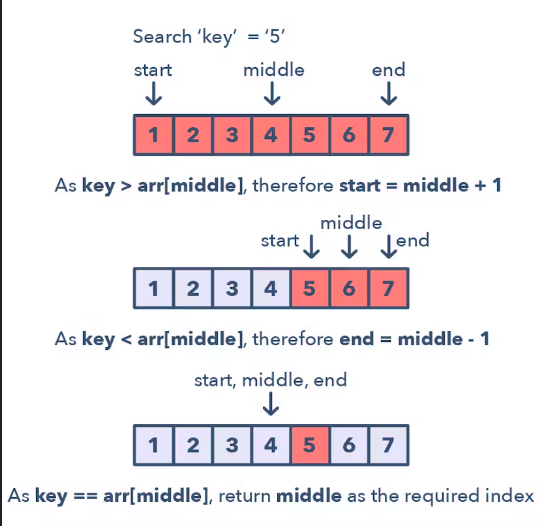 Search ‘key’ = ‘5’
start middle end
1 2 3 4 5 6 7
As key > arr[middle], therefore start = middle + 1
middle
start end
1 2 3 4 5 6 7
As key < arr[middle], therefore end = middle - 1
start, middle, end
1 2 3 4 5 6 7
As key == arr[middle], return middle as the required index